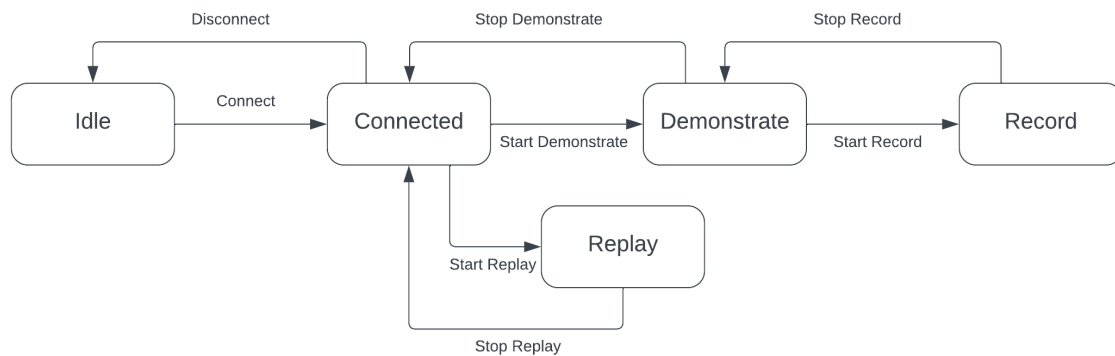 Disconnect
Stop Demonstrate
Stop Record
Idle
Connect
Connected
Start Demonstrate
Demonstrate
Start Record
Record
Start Replay
Replay
Stop Replay